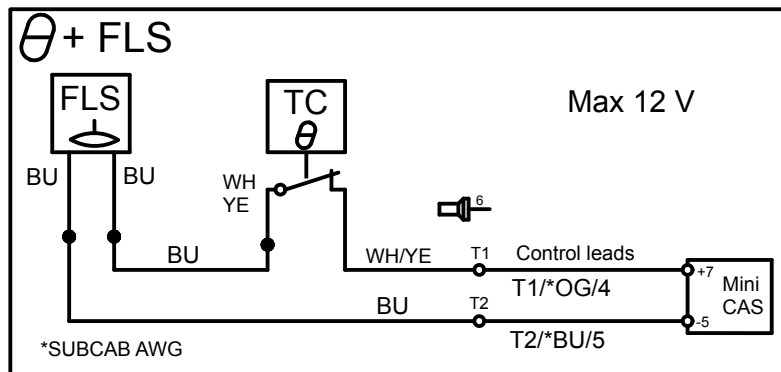 θ + FLS
FLS
TC
θ
Max 12 V
BU
BU
WH
YE
6
BU
WH/YE
T1
Control leads
+7
T1/*OG/4
Mini
CAS
BU
T2
-5
T2/*BU/5
*SUBCAB AWG